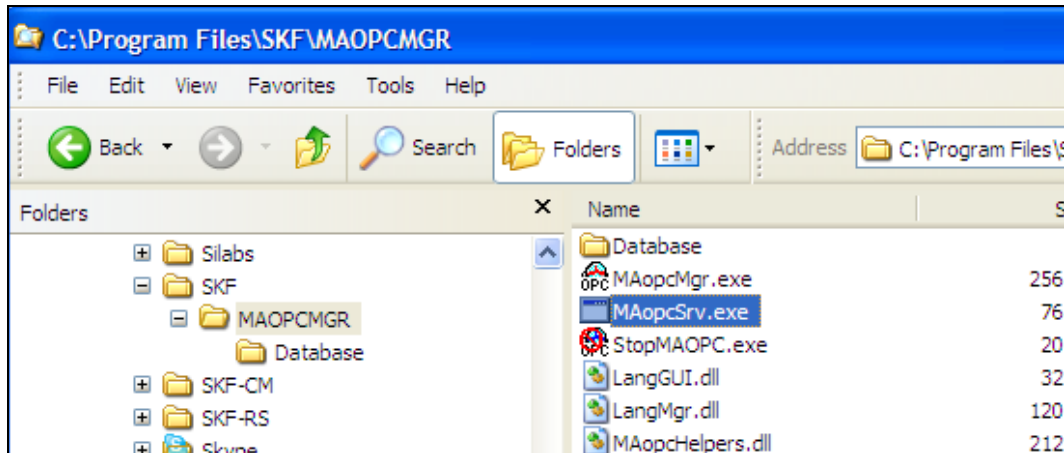 C:\Program Files\SKF\MAOPCMGR
File Edit View Favorites Tools Help
Back Search Folders Address C:\Program Files\S
Folders
Silabs
SKF
MAOPCMGR
Database
SKF-CM
SKF-RS
Skype
Name S
Database
MAopcMgr.exe 256
MAopcSrv.exe 76
StopMAOPC.exe 20
LangGUI.dll 32
LangMgr.dll 120
MAopcHelpers.dll 212